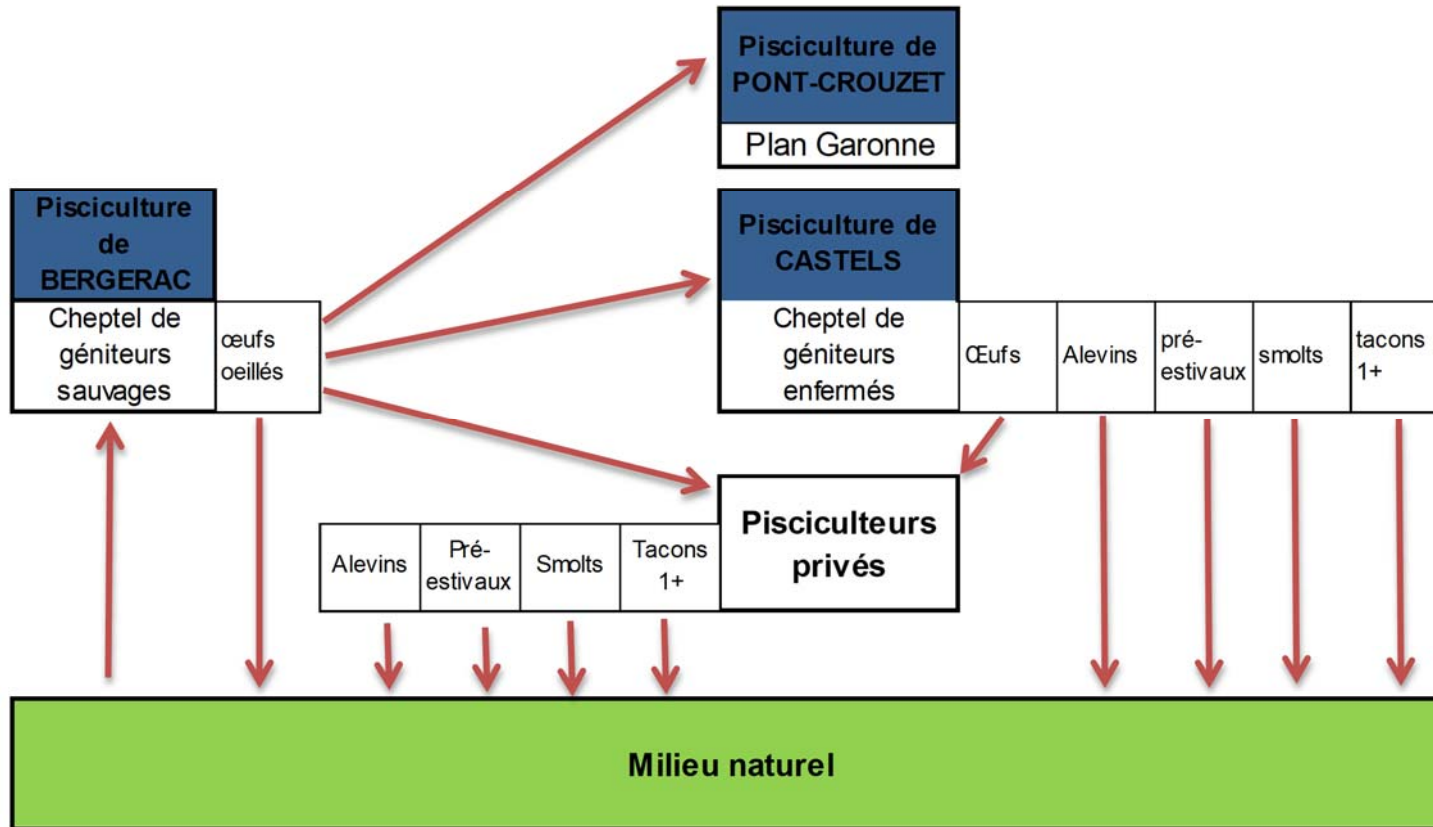 Pisciculture de
PONT-CROUZET
Plan Garonne
Pisciculture
de
BERGERAC
Cheptel de
géniteurs
sauvages
œufs
oeillés
Pisciculture de
CASTELS
Cheptel de
géniteurs
enfermés
Œufs
Alevins
pré-
estivaux
smolts
tacons
1+
Alevins
Pré-
estivaux
Smolts
Tacons
1+
Pisciculteurs
privés
Milieu naturel